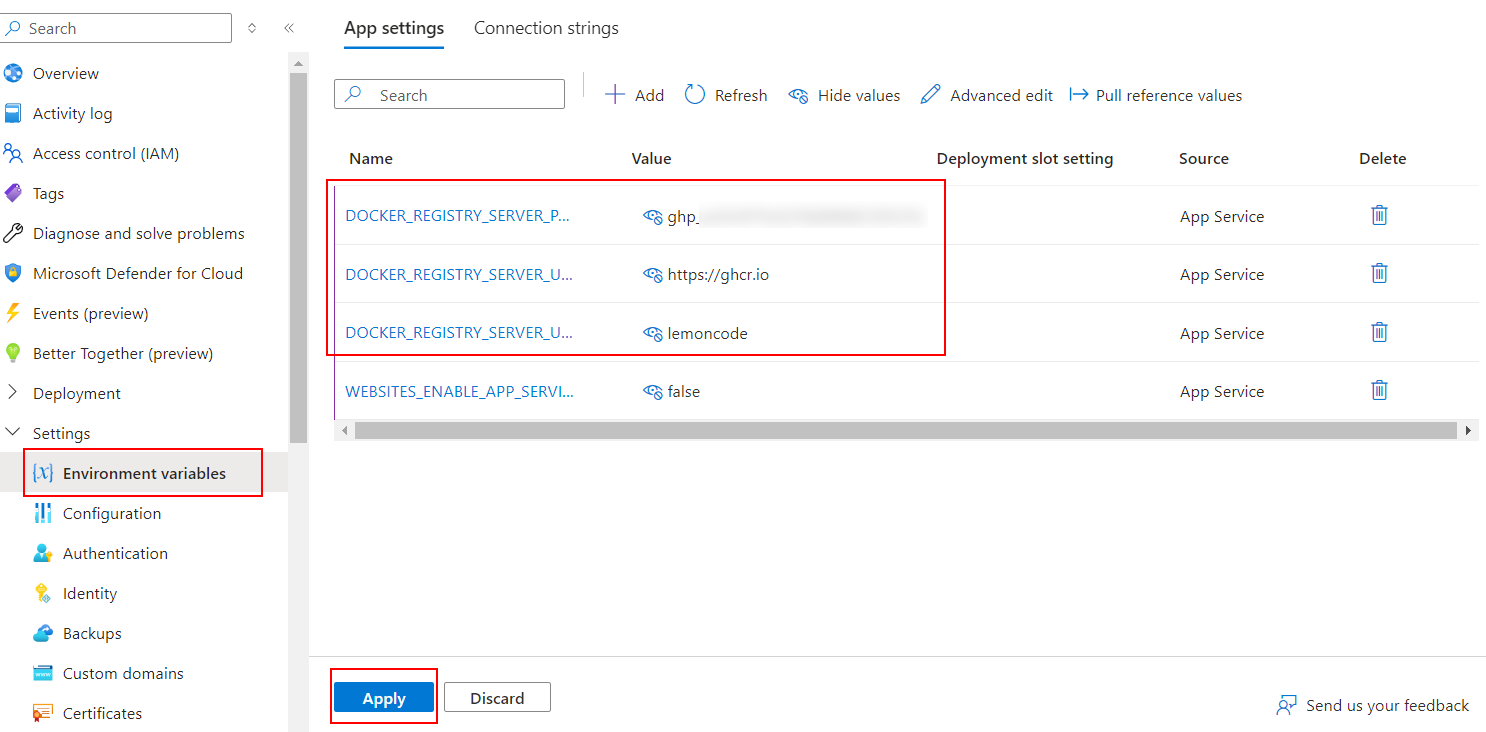 Search
Overview
Activity log
Access control (IAM)
Tags
Diagnose and solve problems
Microsoft Defender for Cloud
Events (preview)
Better Together (preview)
Deployment
Settings
{x} Environment variables
Configuration
Authentication
Identity
Backups
Custom domains
Certificates
App settings Connection strings
Search Add Refresh Hide values Advanced edit Pull reference values
Name Value Deployment slot setting Source Delete
DOCKER_REGISTRY_SERVER_P... ghp_ App Service
DOCKER_REGISTRY_SERVER_U... https://ghcr.io App Service
DOCKER_REGISTRY_SERVER_U... lemoncode App Service
WEBSITES_ENABLE_APP_SERVI... false App Service
Apply Discard
Send us your feedback